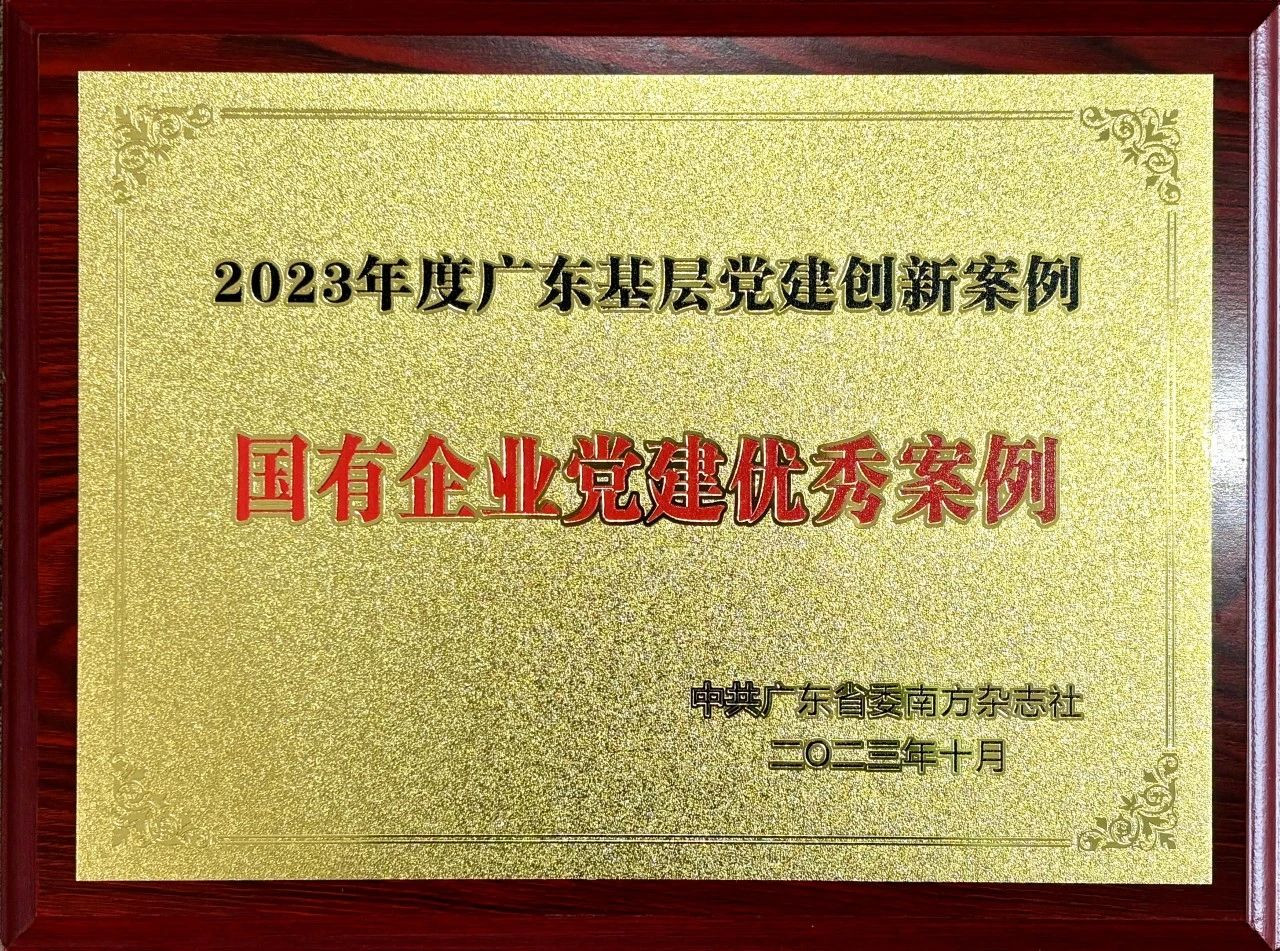 2023年度广东基层党建创新案例
国有企业党建优秀案例
中共广东省委南方杂志社
二〇二三年十月